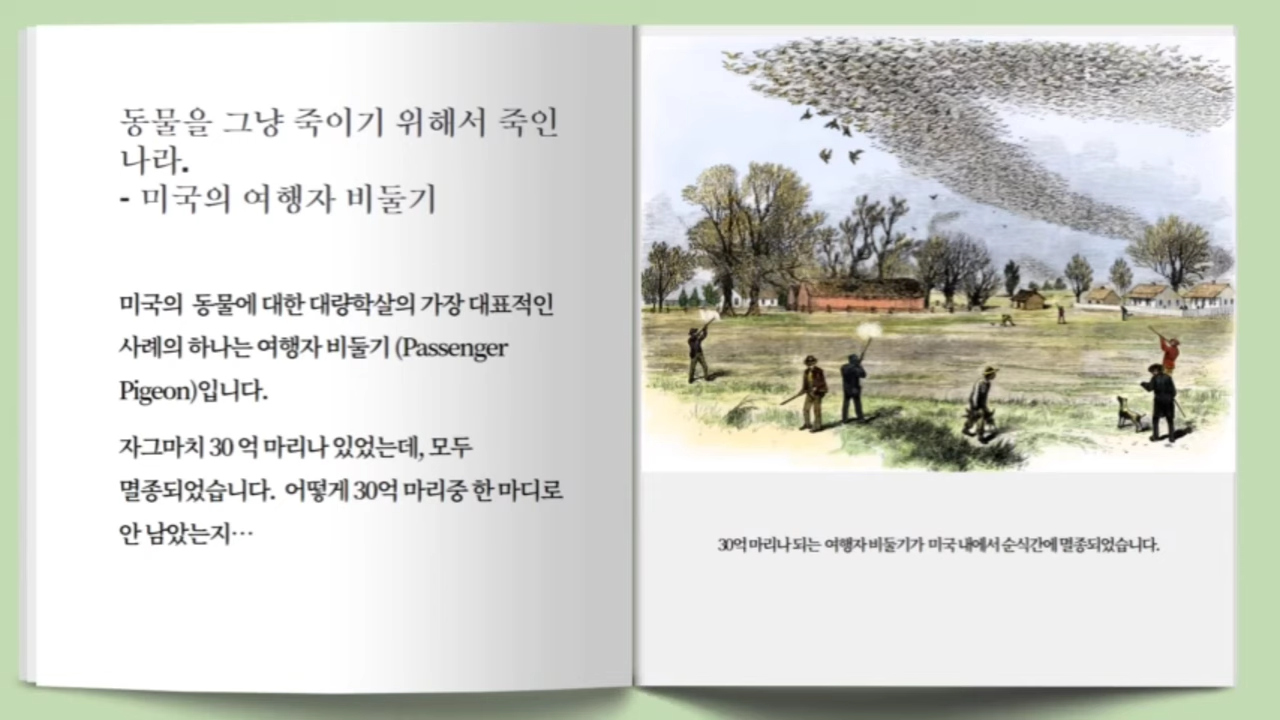 동물을 그냥 죽이기 위해서 죽인
나라.
- 미국의 여행자 비둘기
미국의 동물에 대한 대량학살의 가장 대표적인
사례의 하나는 여행자 비둘기 (Passenger
Pigeon)입니다.
자그마치 30 억 마리나 있었는데, 모두
멸종되었습니다. 어떻게 30억 마리중 한 마디로
안 남았는지…
30억 마리나 되는 여행자 비둘기가 미국 내에서 순식간에 멸종되었습니다.